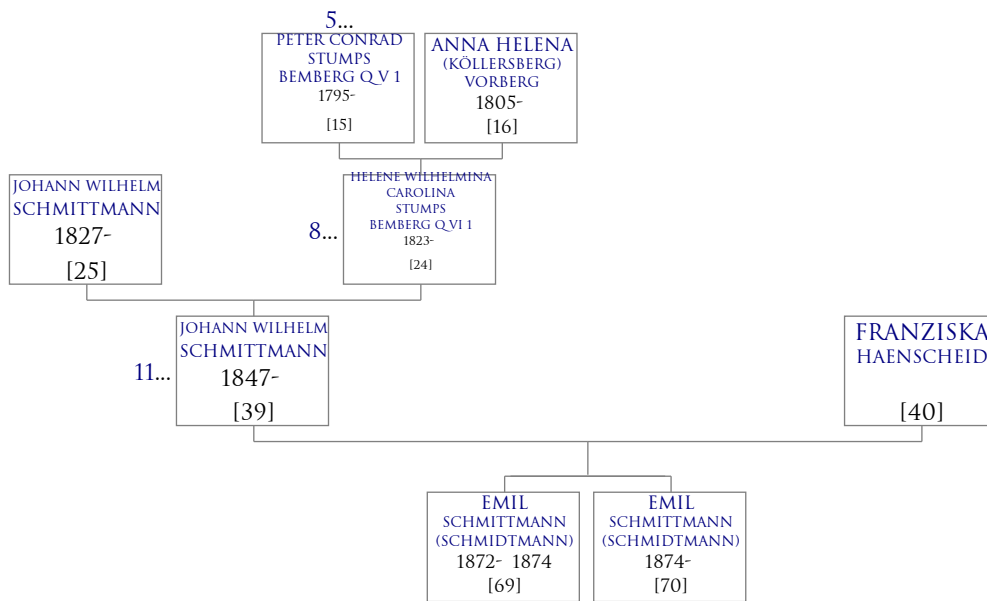 5...
PETER CONRAD
STUMPS
BEMBERG Q V 1
1795-
[15]
ANNA HELENA
(KÖLLERSBERG)
VORBERG
1805-
[16]
JOHANN WILHELM
SCHMITTMANN
1827-
[25]
8...
HELENE WILHELMINA
CAROLINA
STUMPS
BEMBERG Q VI 1
1823-
[24]
11...
JOHANN WILHELM
SCHMITTMANN
1847-
[39]
FRANZISKA
HAENSCHEID
[40]
EMIL
SCHMITTMANN
(SCHMIDTMANN)
1872- 1874
[69]
EMIL
SCHMITTMANN
(SCHMIDTMANN)
1874-
[70]